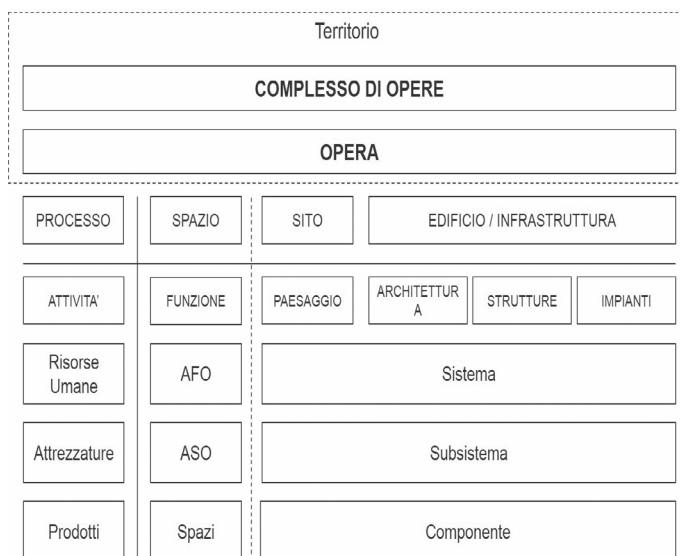 Territorio
COMPLESSO DI OPERE
OPERA
PROCESSO
SPAZIO
SITO
EDIFICIO / INFRASTRUTTURA
ATTIVITA'
FUNZIONE
PAESAGGIO
ARCHITETTUR
A
STRUTTURE
IMPIANTI
Risorse
Umane
AFO
Sistema
Attrezzature
ASO
Subsistema
Prodotti
Spazi
Componente